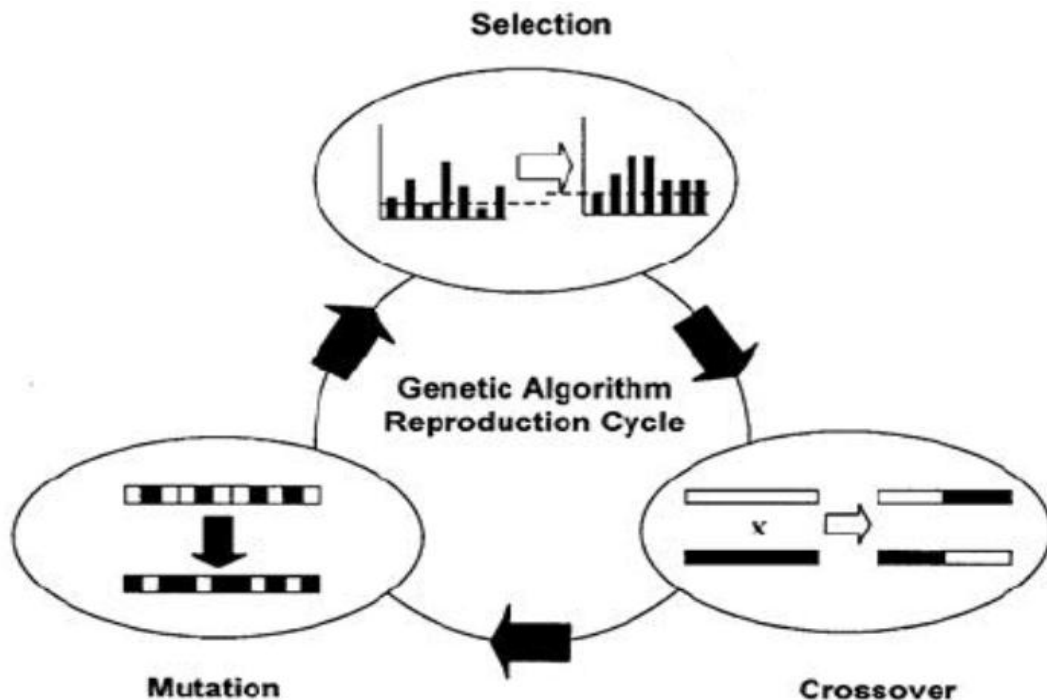 Selection
Genetic Algorithm
Reproduction Cycle
x
Mutation
Crossover